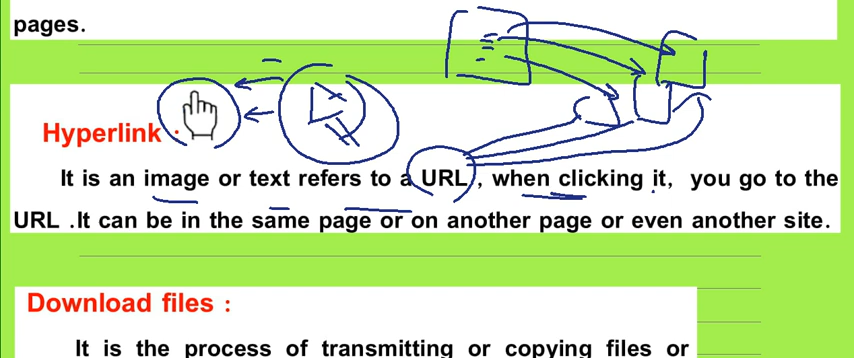 pages.
Hyperlink :
It is an image or text refers to a URL , when clicking it, you go to the
URL .It can be in the same page or on another page or even another site.
Download files :
It is the process of transmitting or copying files or